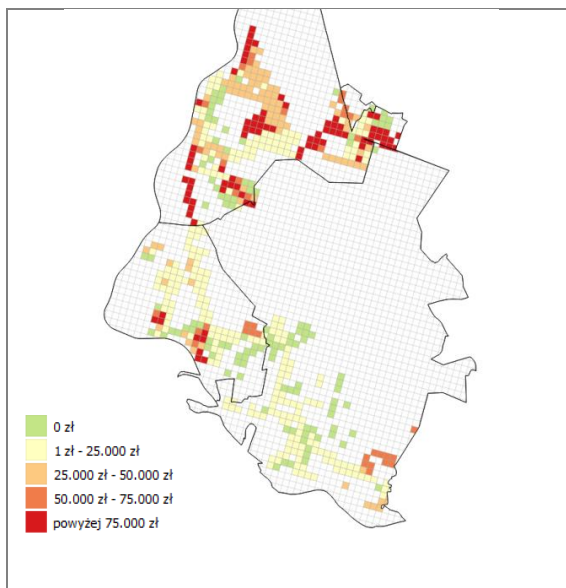 0 zł
1 zł - 25.000 zł
25.000 zł - 50.000 zł
50.000 zł - 75.000 zł
powyżej 75.000 zł